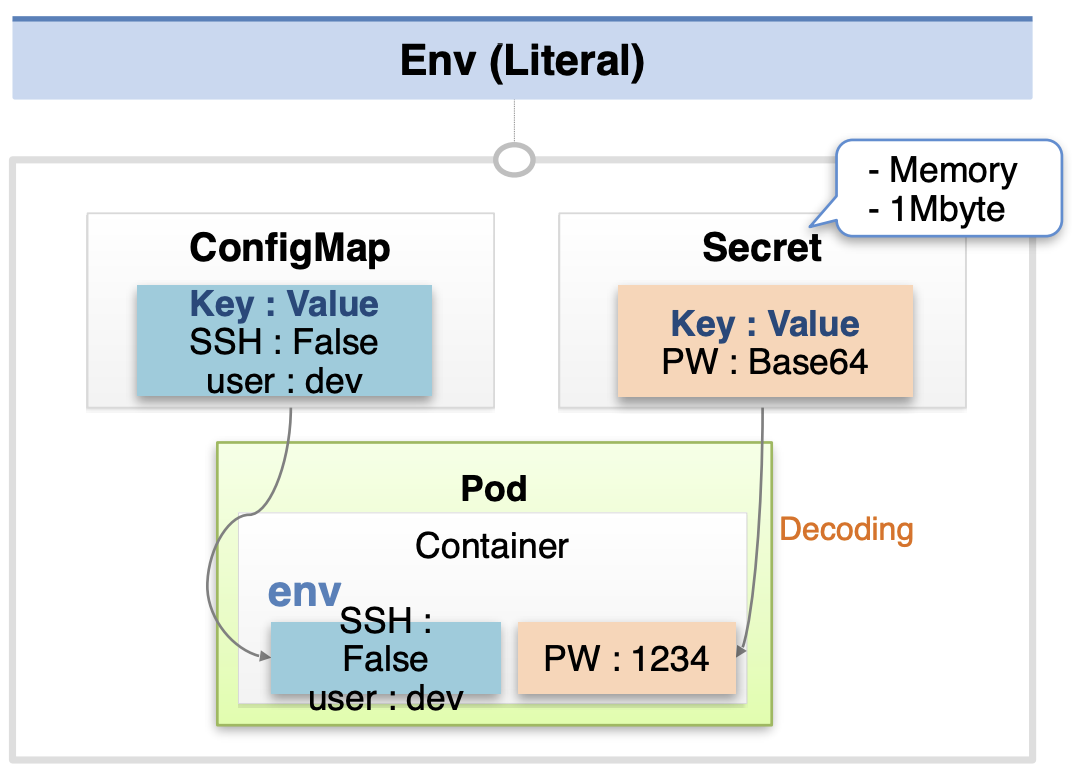 Env (Literal)
- Memory
- 1Mbyte
ConfigMap
Key : Value
SSH : False
user : dev
Secret
Key : Value
PW : Base64
Pod
Container
env
SSH :
False
user : dev
PW : 1234
Decoding